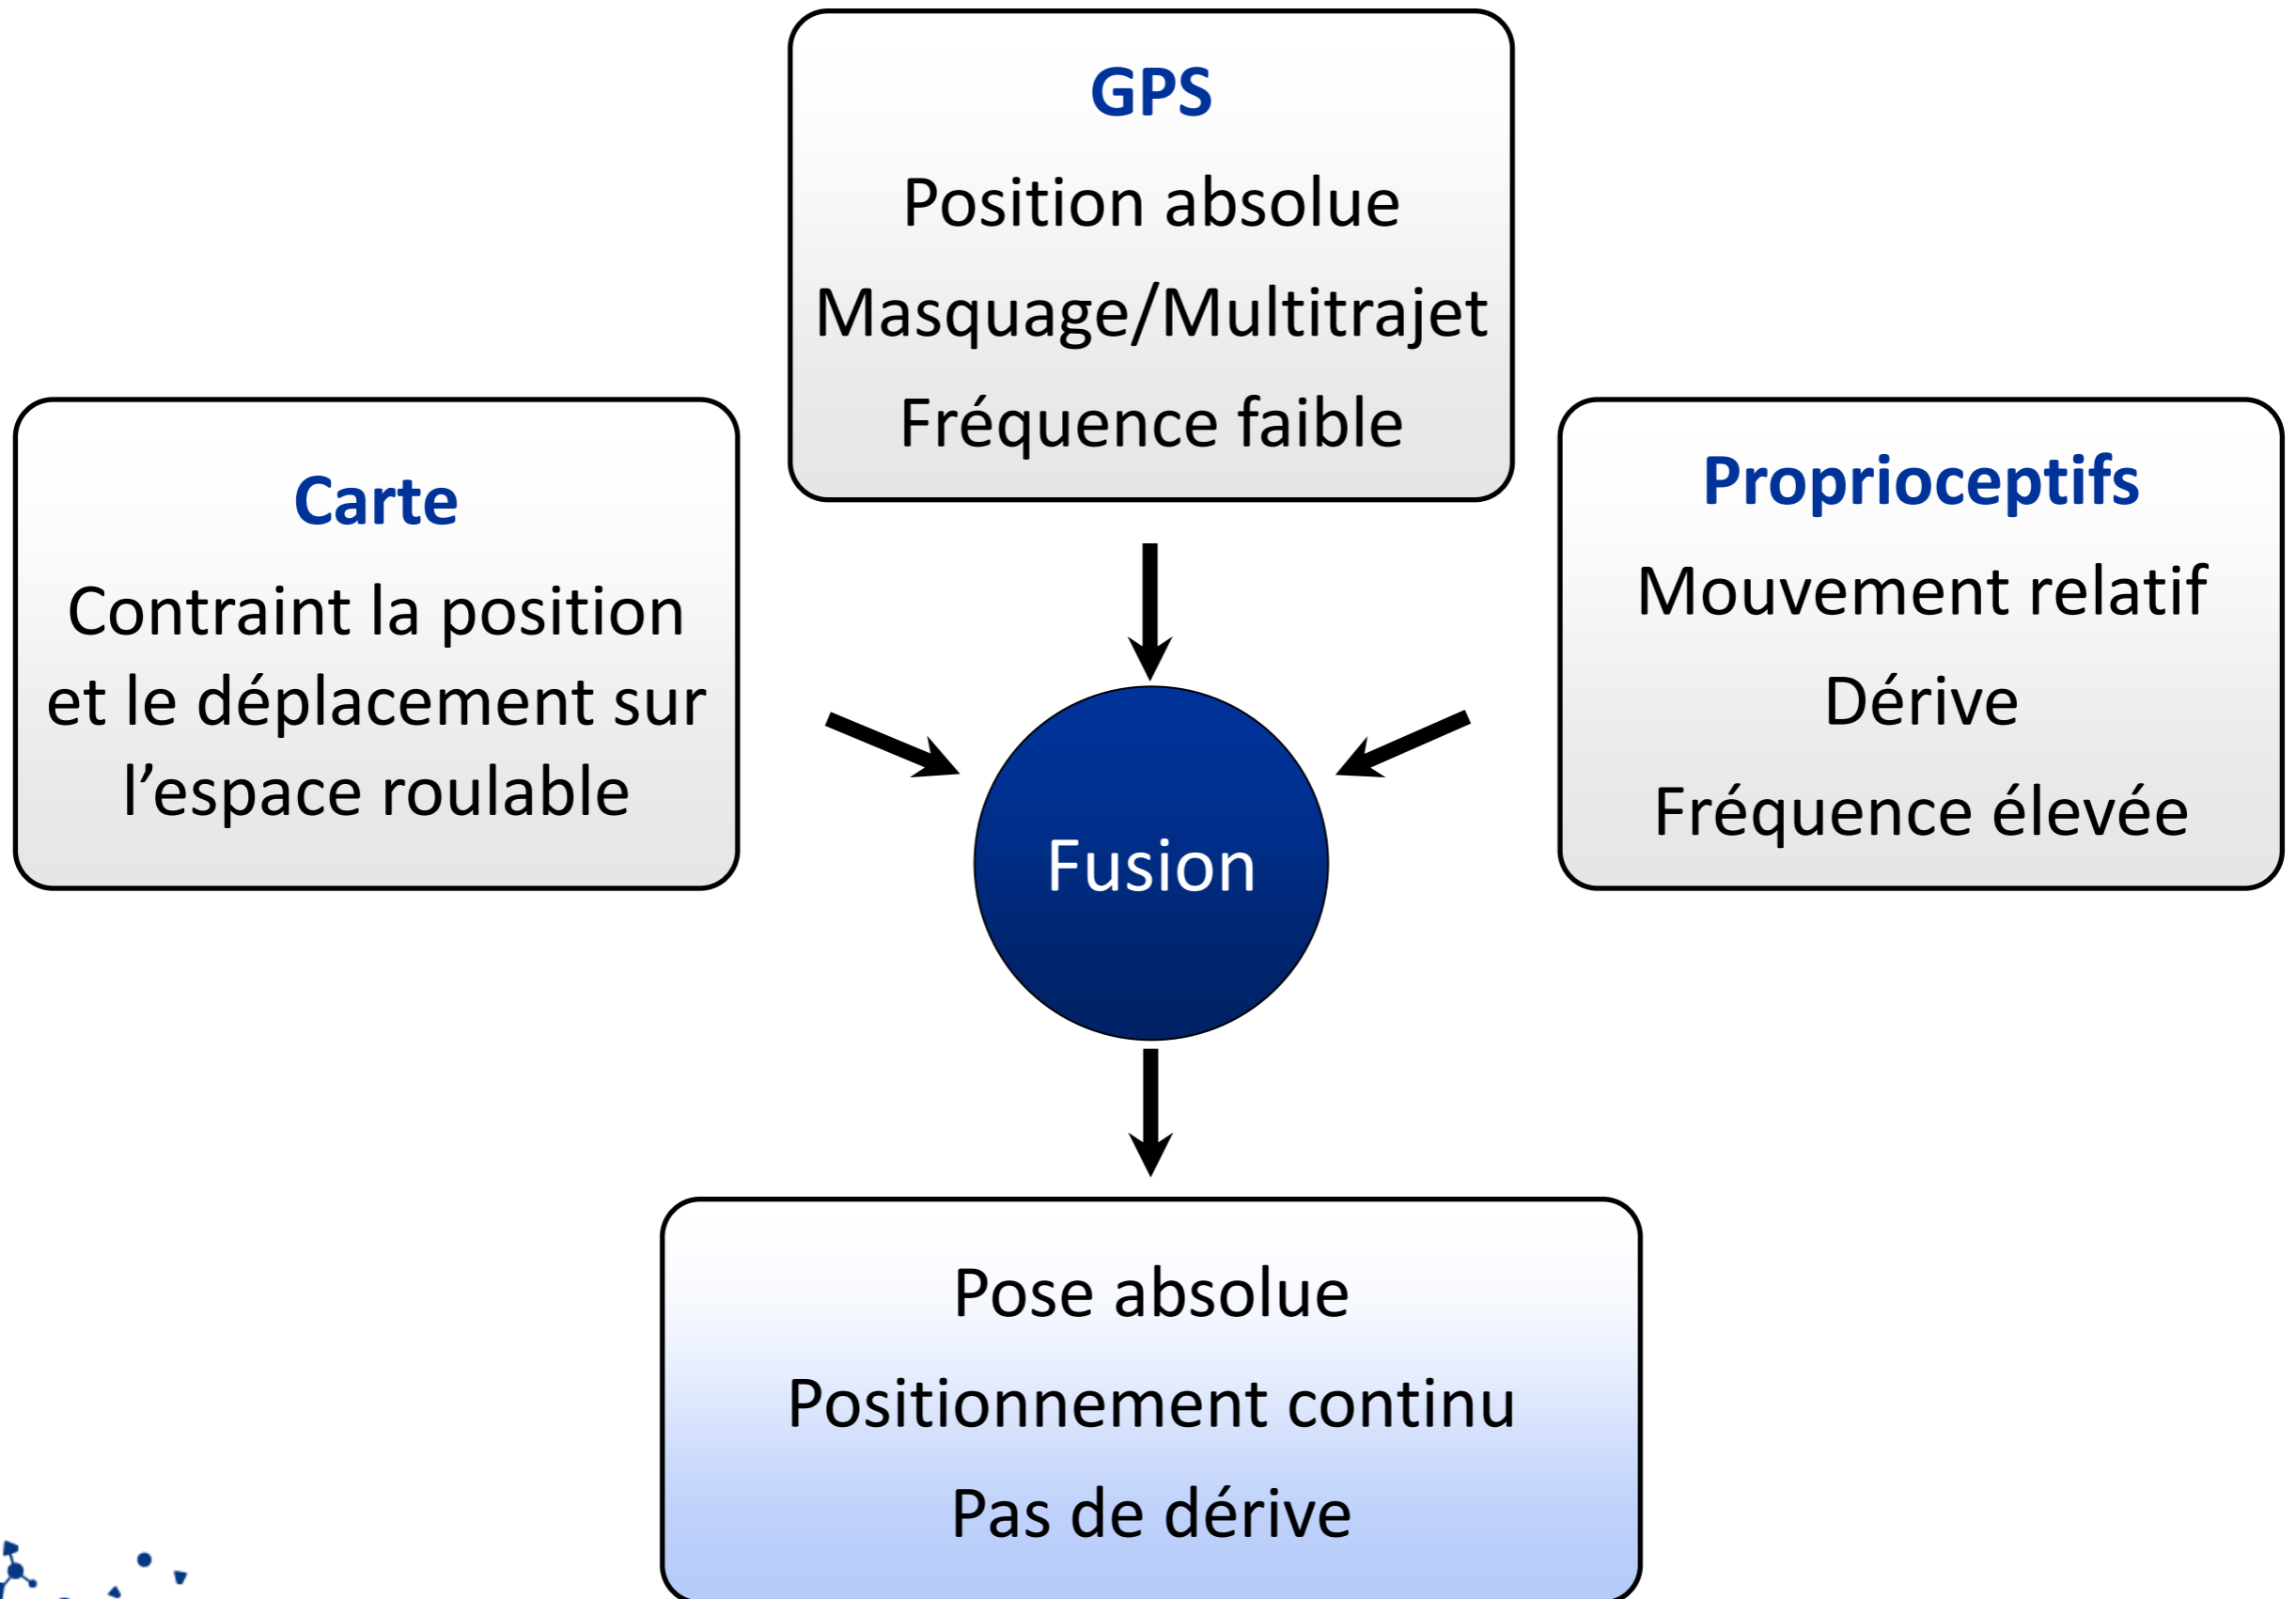 GPS
Position absolue
Masquage/Multitrajet
Fréquence faible
Carte
Contraint la position
et le déplacement sur
l’espace roulable
Proprioceptifs
Mouvement relatif
Dérive
Fréquence élevée
Fusion
Pose absolue
Positionnement continu
Pas de dérive